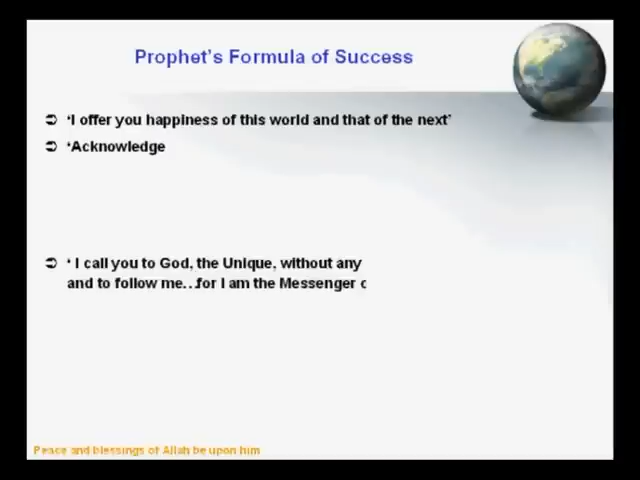 Prophet's Formula of Success
'I offer you happiness of this world and that of the next'
'Acknowledge
' I call you to God, the Unique, without any
and to follow me…for I am the Messenger
Peace and blessings of Allah be upon him